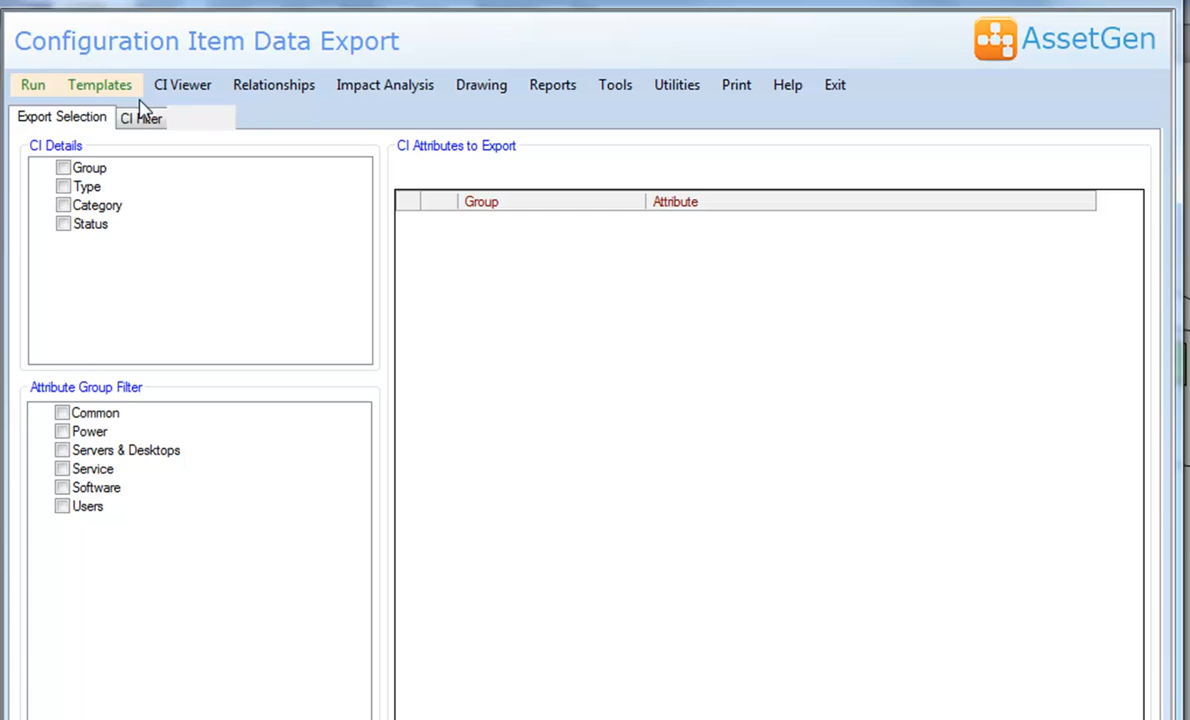 Configuration Item Data Export
AssetGen
Run Templates CI Viewer Relationships Impact Analysis Drawing Reports Tools Utilities Print Help Exit
Export Selection CI Filter
CI Details
Group
Type
Category
Status
CI Attributes to Export
Group Attribute
Attribute Group Filter
Common
Power
Servers & Desktops
Service
Software
Users